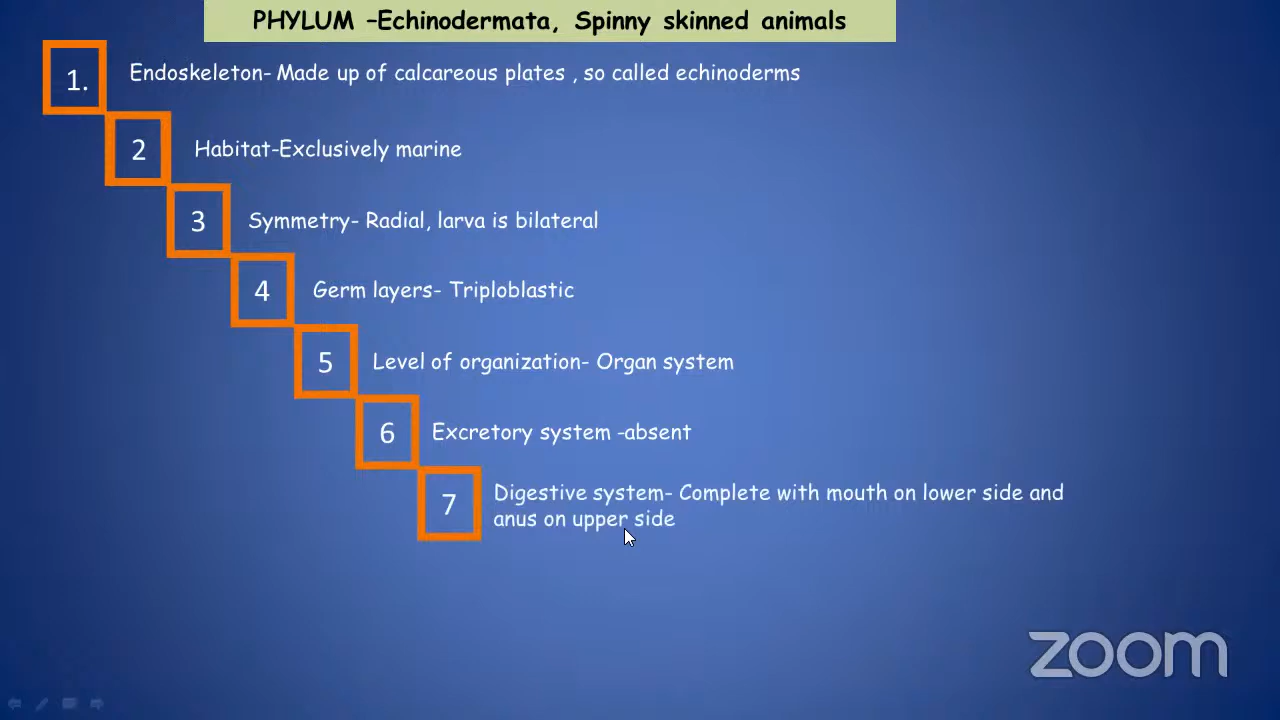 PHYLUM –Echinodermata, Spinny skinned animals
1. Endoskeleton- Made up of calcareous plates , so called echinoderms
2 Habitat-Exclusively marine
3 Symmetry- Radial, larva is bilateral
4 Germ layers- Triploblastic
5 Level of organization- Organ system
6 Excretory system -absent
7 Digestive system- Complete with mouth on lower side and
anus on upper side
zoom